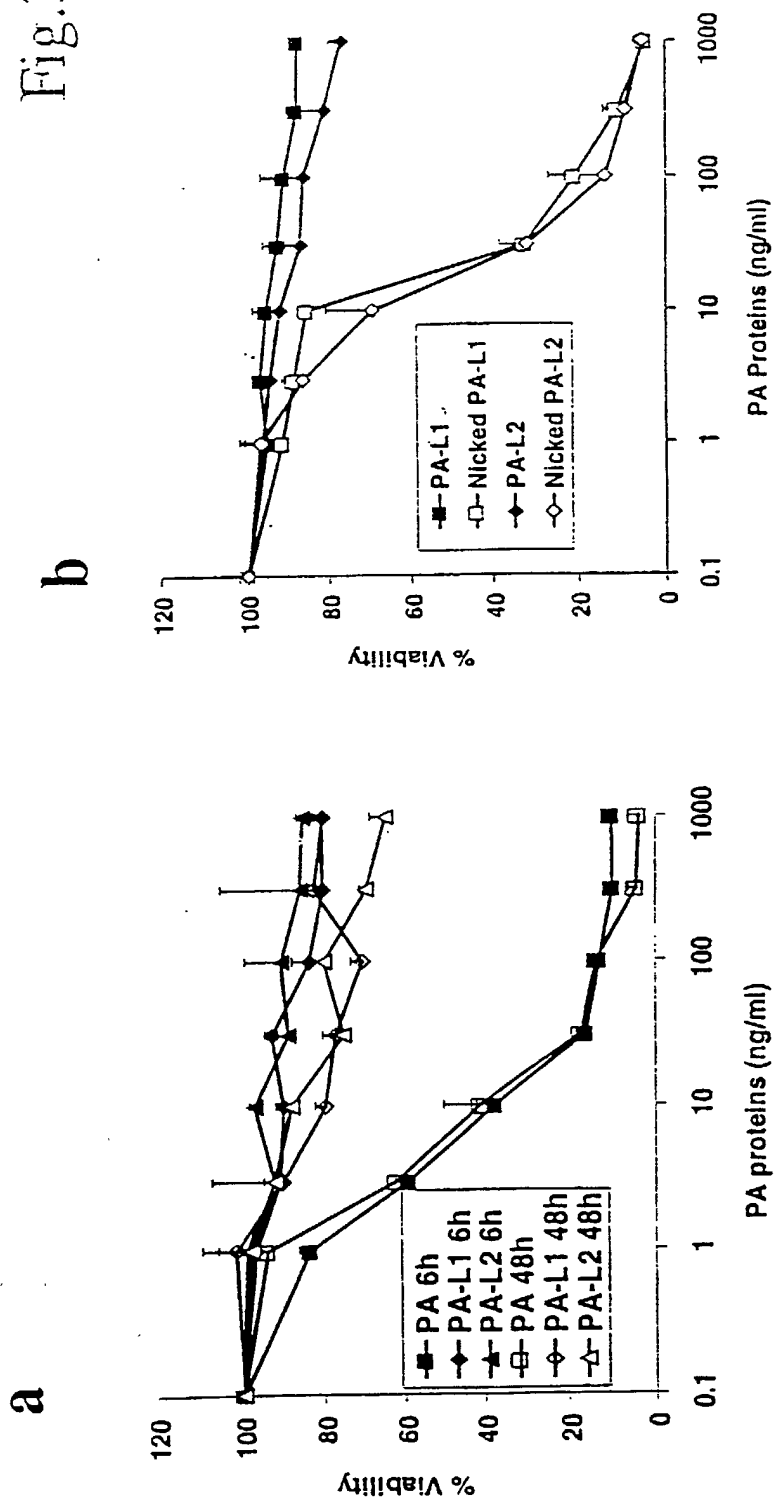 Fig.
a
120
100
80
60
40
20
0
% Viability
PA 6h
PA-L1 6h
PA-L2 6h
PA 48h
PA-L1 48h
PA-L2 48h
0.1
1
10
100
1000
PA proteins (ng/ml)
b
120
100
80
60
40
20
0
% Viability
PA-L1
Nicked PA-L1
PA-L2
Nicked PA-L2
0.1
1
10
100
1000
PA Proteins (ng/ml)